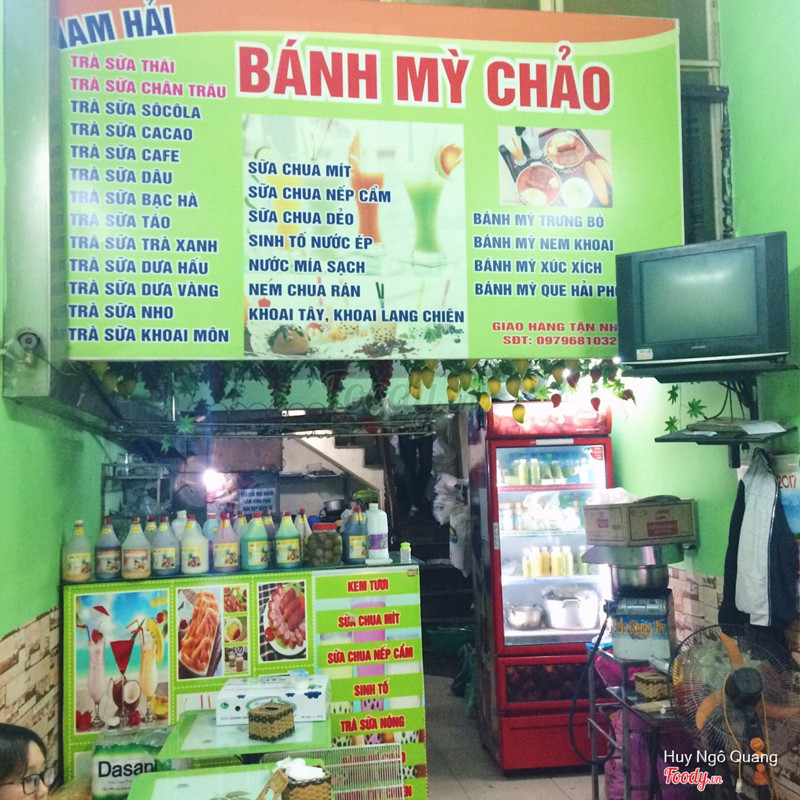 NAM HẢI
BÁNH MỲ CHẢO
TRÀ SỮA THÁI
TRÀ SỮA CHÂN TRÂU
TRÀ SỮA SÔCÔLA
TRÀ SỮA CACAO
TRÀ SỮA CAFE
TRÀ SỮA DÂU
TRÀ SỮA BẠC HÀ
TRÀ SỮA TÁO
TRÀ SỮA TRÀ XANH
TRÀ SỮA DƯA HẤU
TRÀ SỮA DƯA VÀNG
TRÀ SỮA NHO
TRÀ SỮA KHOAI MÔN
SỮA CHUA MÍT
SỮA CHUA NẾP CẨM
SỮA CHUA DẺO
SINH TỐ NƯỚC ÉP
NƯỚC MÍA SẠCH
NEM CHUA RÁN
KHOAI TÂY, KHOAI LANG CHIÊN
BÁNH MỲ TRỨNG BÒ
BÁNH MỲ NEM KHOAI
BÁNH MỲ XÚC XÍCH
BÁNH MỲ QUE HẢI PH
GIAO HÀNG TẬN NH
SĐT: 0979681032
2017
KEM TƯƠI
SỮA CHUA MÍT
SỮA CHUA NẾP CẨM
SINH TỐ
TRÀ SỮA NÓNG
Dasani
Huy Ngô Quang
Foody.vn